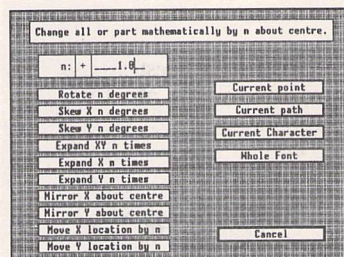 Change all or part mathematically by n about centre.
n: + ____1.0__
Rotate n degrees
Skew X n degrees
Skew Y n degrees
Expand XY n times
Expand X n times
Expand Y n times
Mirror X about centre
Mirror Y about centre
Move X location by n
Move Y location by n
Current point
Current path
Current Character
Whole Font
Cancel